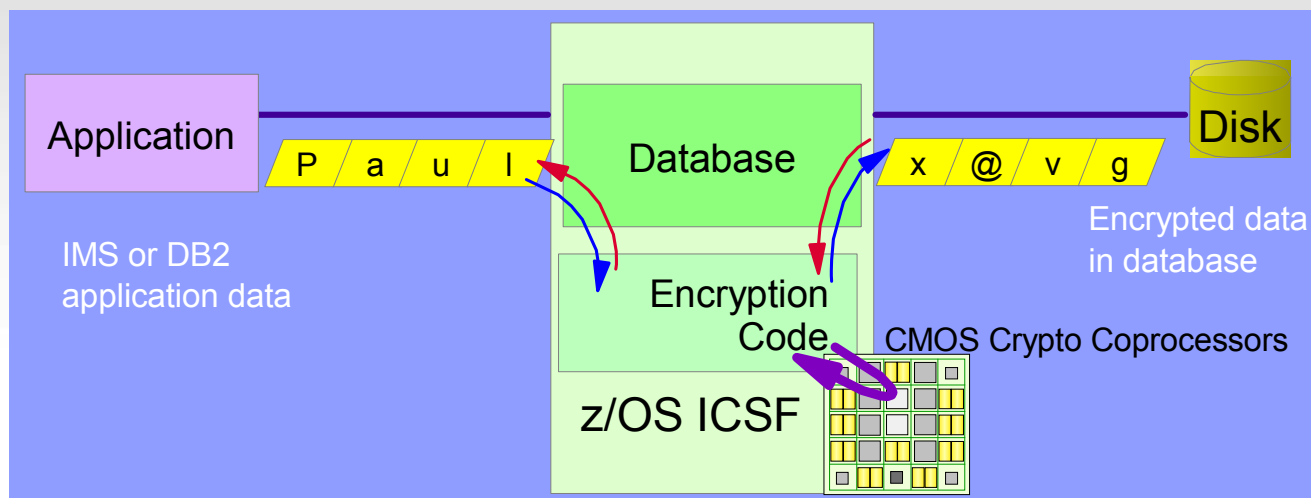 Application
P a u l
IMS or DB2
application data
Database
Encryption
Code
z/OS ICSF
CMOS Crypto Coprocessors
x @ v g
Disk
Encrypted data
in database